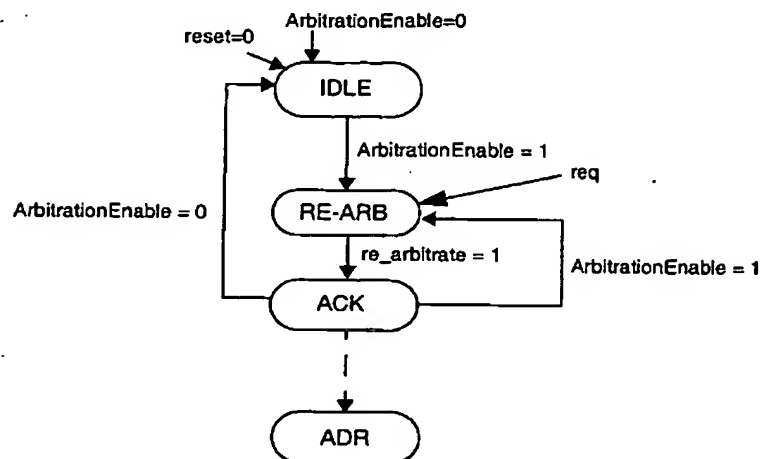 ArbitrationEnable=0
reset=0
IDLE
ArbitrationEnable = 1
req
RE-ARB
ArbitrationEnable = 0
re_arbitrate = 1
ArbitrationEnable = 1
ACK
ADR